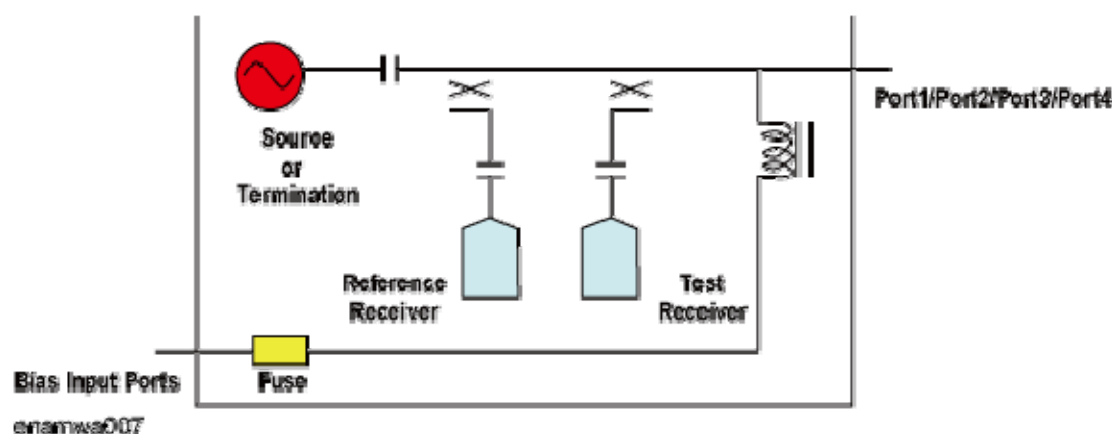 Port1/Port2/Port3/Port4
Source
or
Termination
Reference
Receiver
Test
Receiver
Bias Input Ports
Fuse
enamwa007